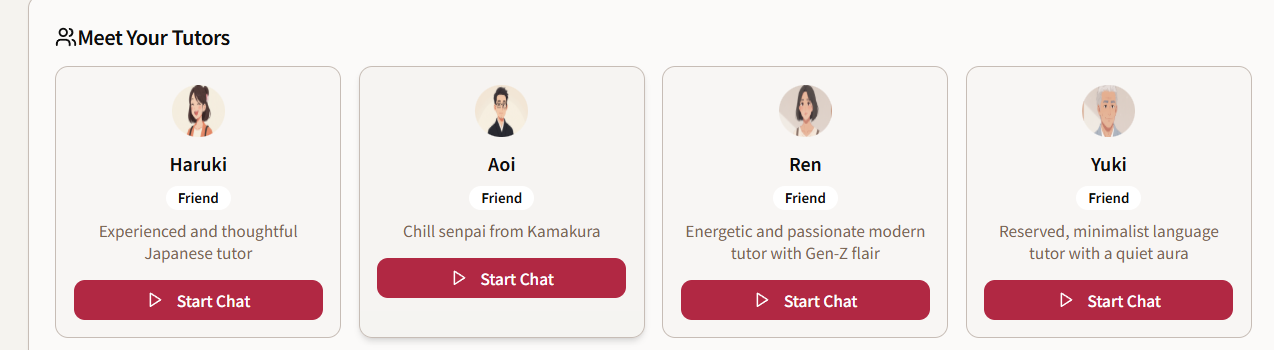 Meet Your Tutors
Haruki
Friend
Experienced and thoughtful
Japanese tutor
Start Chat
Aoi
Friend
Chill senpai from Kamakura
Start Chat
Ren
Friend
Energetic and passionate modern
tutor with Gen-Z flair
Start Chat
Yuki
Friend
Reserved, minimalist language
tutor with a quiet aura
Start Chat